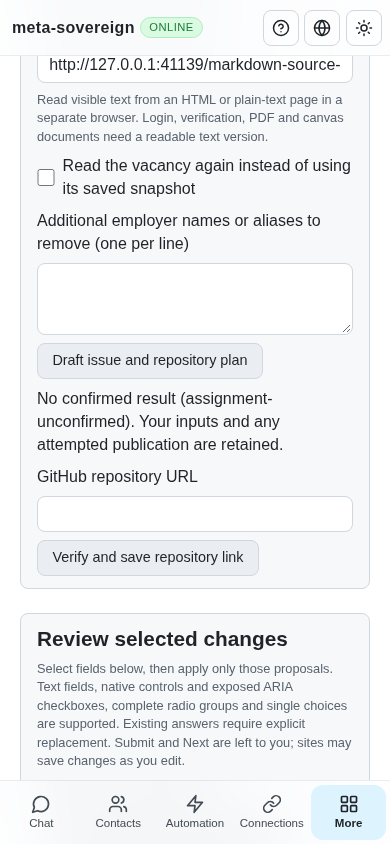 meta-sovereign ONLINE
http://127.0.0.1:41139/markdown-source-
Read visible text from an HTML or plain-text page in a
separate browser. Login, verification, PDF and canvas
documents need a readable text version.
Read the vacancy again instead of using
its saved snapshot
Additional employer names or aliases to
remove (one per line)
Draft issue and repository plan
No confirmed result (assignment-
unconfirmed). Your inputs and any
attempted publication are retained.
GitHub repository URL
Verify and save repository link
Review selected changes
Select fields below, then apply only those proposals.
Text fields, native controls and exposed ARIA
checkboxes, complete radio groups and single choices
are supported. Existing answers require explicit
replacement. Submit and Next are left to you; sites may
save changes as you edit.
Chat Contacts Automation Connections More